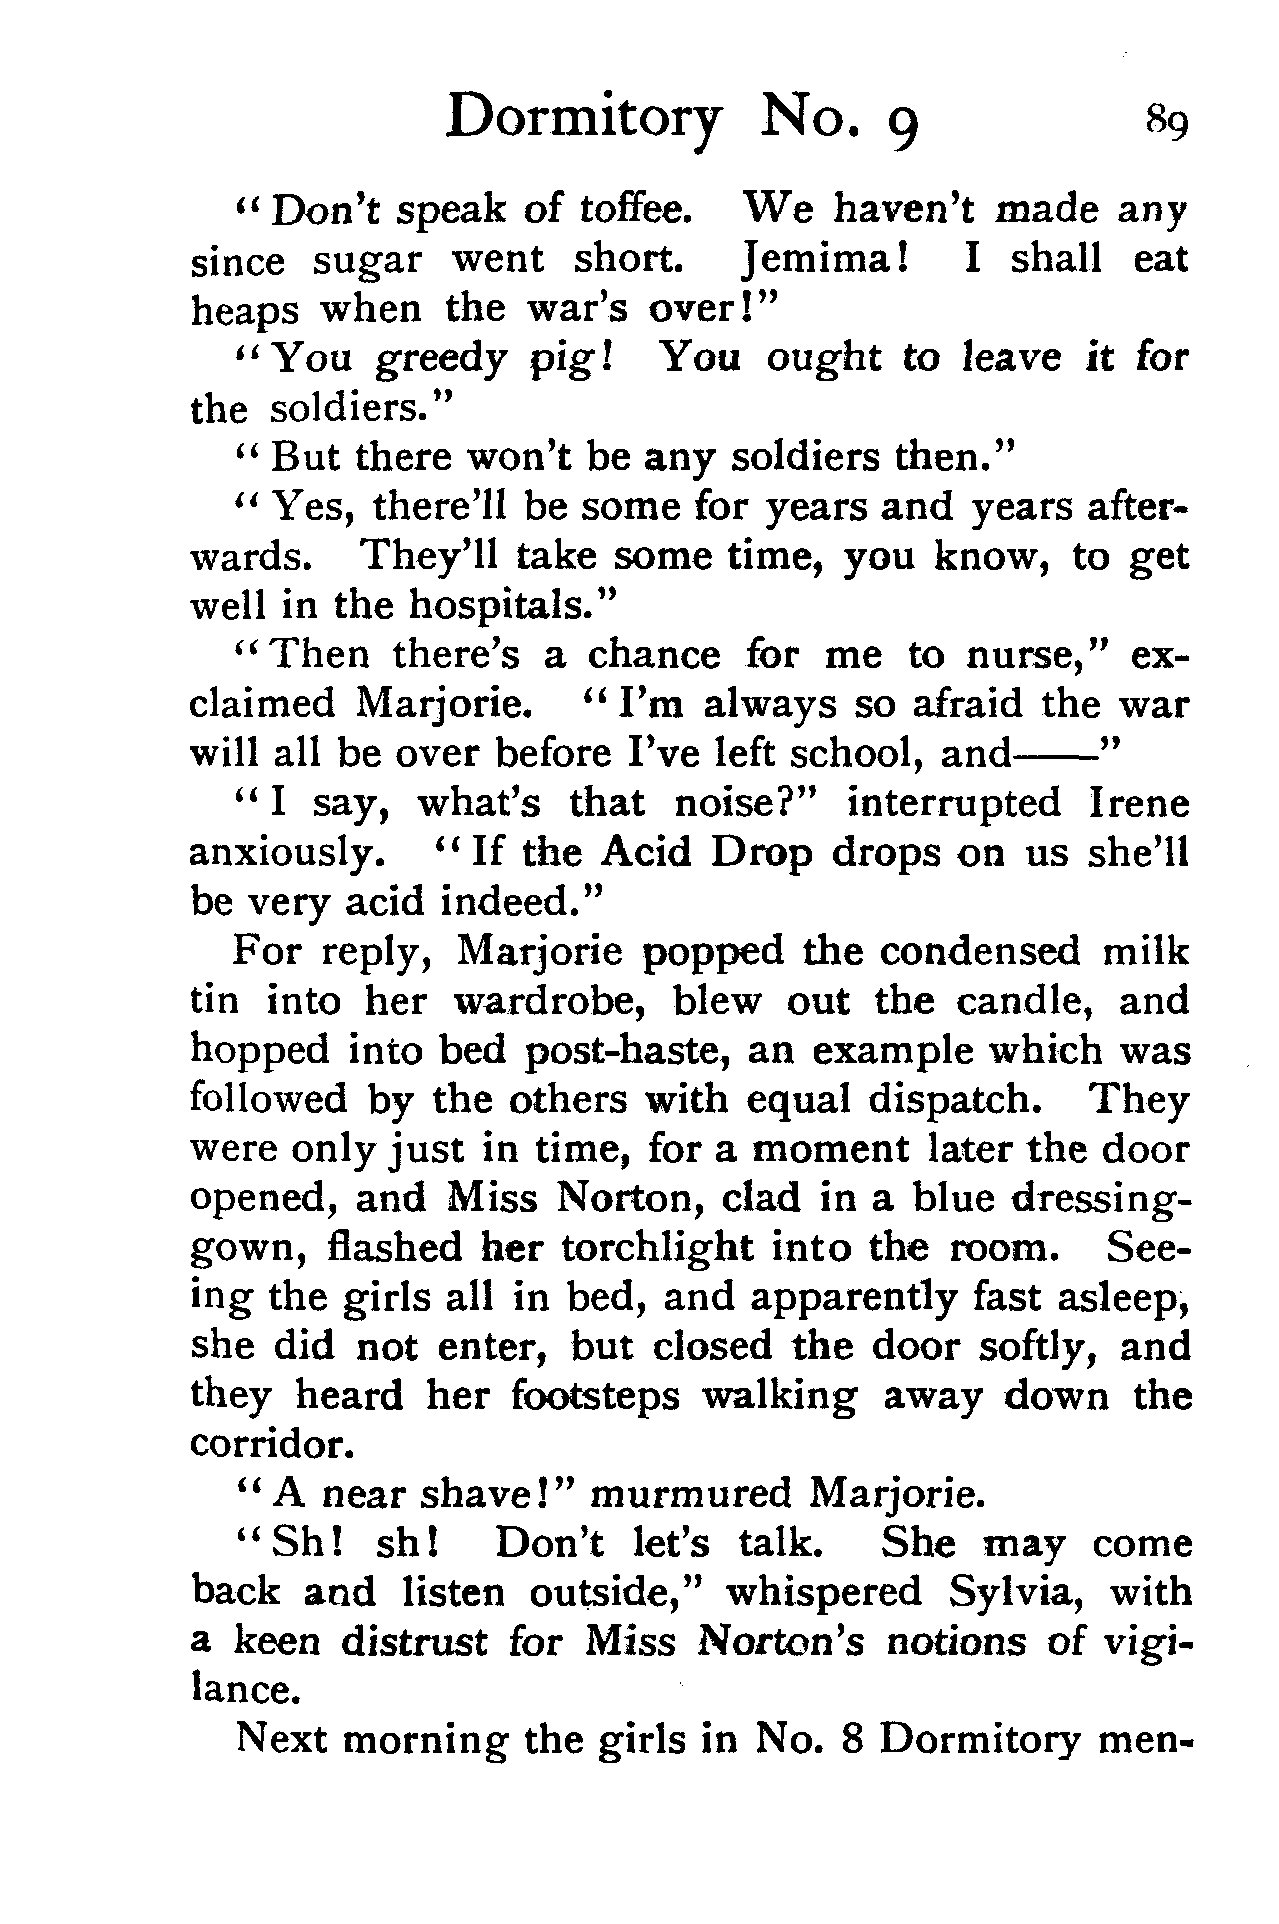 Dormitory No. 9 89
“ Don't speak of toffee. We haven't made any
since sugar went short. Jemima! I shall eat
heaps when the war's over!”
“ You greedy pig! You ought to leave it for
the soldiers.”
“ But there won't be any soldiers then.”
“ Yes, there'll be some for years and years after-
wards. They'll take some time, you know, to get
well in the hospitals.”
“ Then there's a chance for me to nurse,” ex-
claimed Marjorie. “ I'm always so afraid the war
will all be over before I've left school, and——”
“ I say, what's that noise?” interrupted Irene
anxiously. “ If the Acid Drop drops on us she'll
be very acid indeed.”
For reply, Marjorie popped the condensed milk
tin into her wardrobe, blew out the candle, and
hopped into bed post-haste, an example which was
followed by the others with equal dispatch. They
were only just in time, for a moment later the door
opened, and Miss Norton, clad in a blue dressing-
gown, flashed her torchlight into the room. See-
ing the girls all in bed, and apparently fast asleep,
she did not enter, but closed the door softly, and
they heard her footsteps walking away down the
corridor.
“ A near shave!” murmured Marjorie.
“ Sh! sh! Don't let's talk. She may come
back and listen outside,” whispered Sylvia, with
a keen distrust for Miss Norton's notions of vigi-
lance.
Next morning the girls in No. 8 Dormitory men-